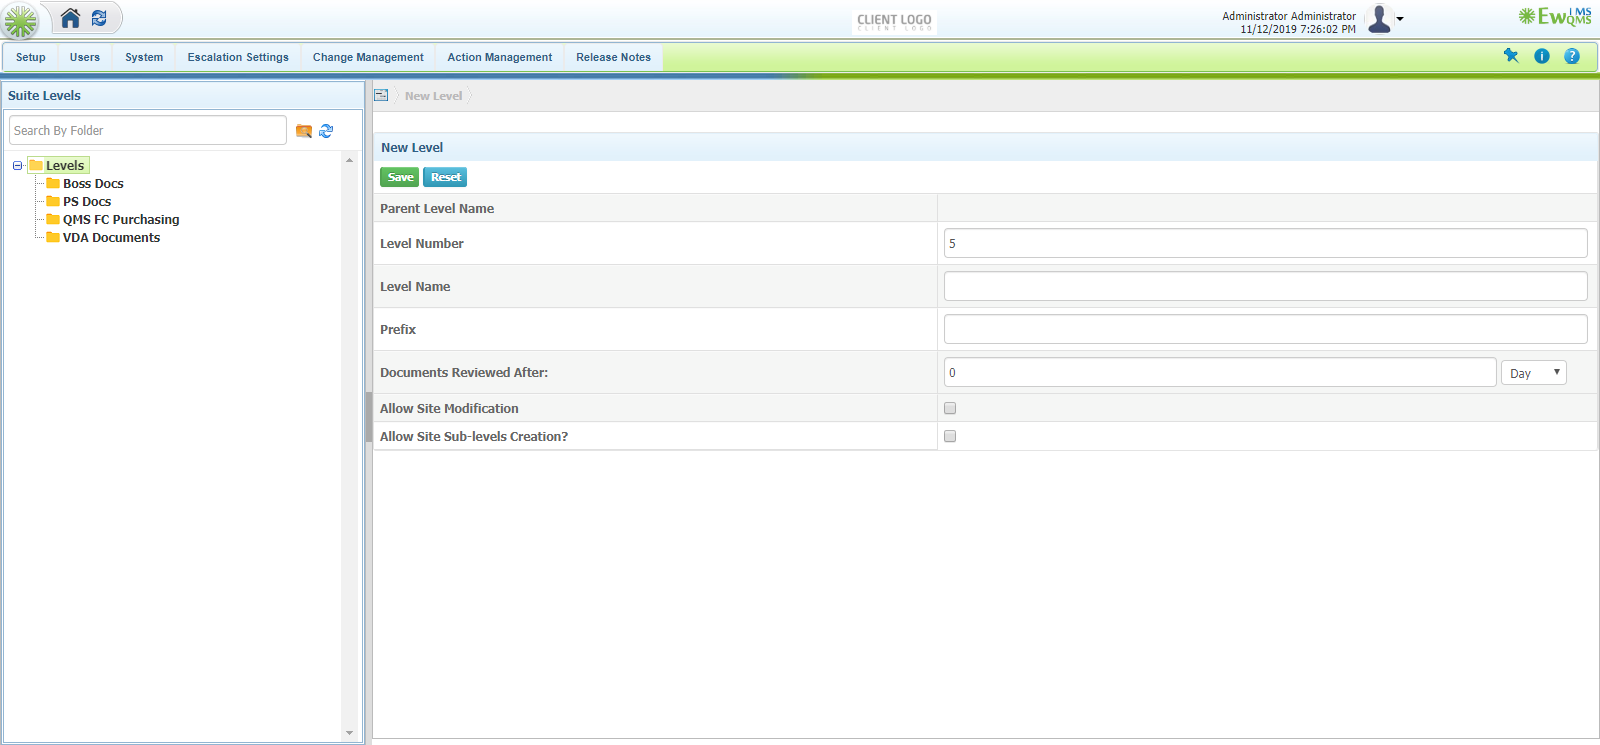 CLIENT LOGO
CLIENT LOGO
Administrator Administrator
11/12/2019 7:26:02 PM
EwQMS
IMS
Setup
Users
System
Escalation Settings
Change Management
Action Management
Release Notes
Suite Levels
Search By Folder
Levels
Boss Docs
PS Docs
QMS FC Purchasing
VDA Documents
New Level
New Level
Save
Reset
Parent Level Name
Level Number
5
Level Name
Prefix
Documents Reviewed After:
0
Day
Allow Site Modification
Allow Site Sub-levels Creation?